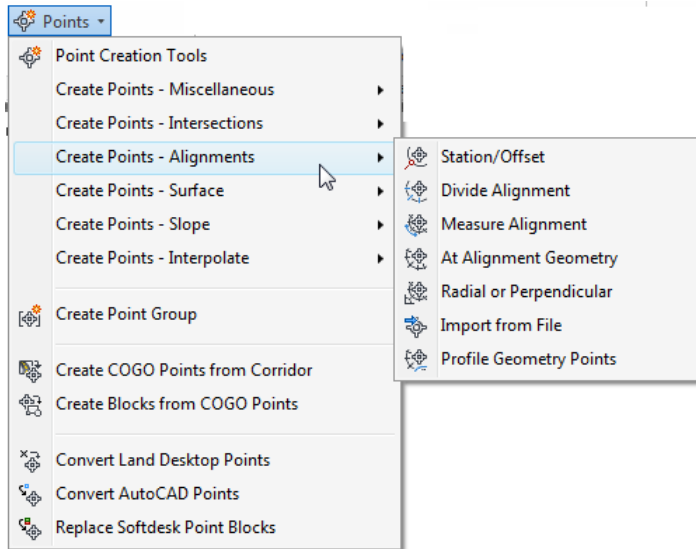 Points
Point Creation Tools
Create Points - Miscellaneous
Create Points - Intersections
Create Points - Alignments
Create Points - Surface
Create Points - Slope
Create Points - Interpolate
Create Point Group
Create COGO Points from Corridor
Create Blocks from COGO Points
Convert Land Desktop Points
Convert AutoCAD Points
Replace Softdesk Point Blocks
Station/Offset
Divide Alignment
Measure Alignment
At Alignment Geometry
Radial or Perpendicular
Import from File
Profile Geometry Points